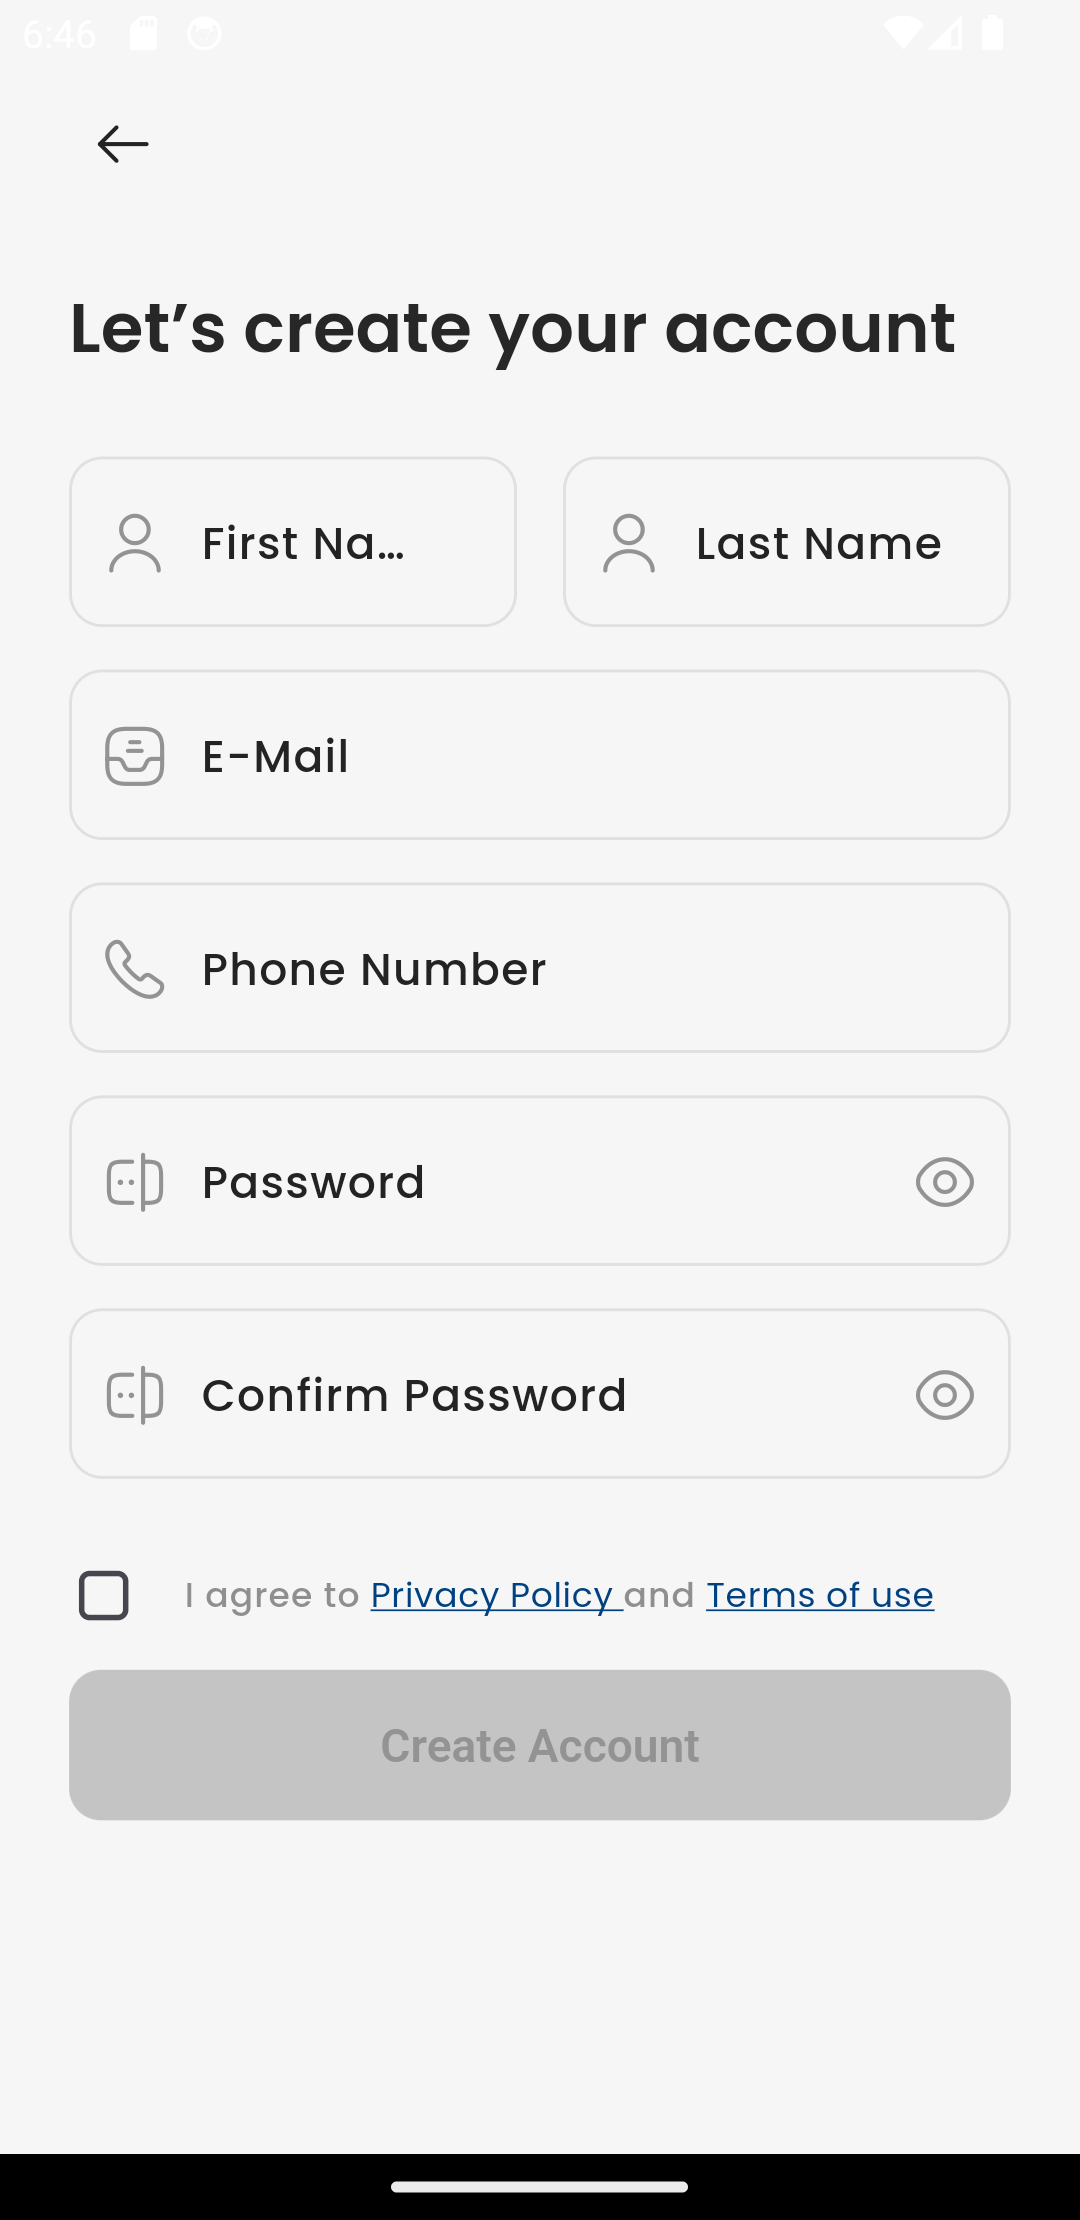 6:46
Let’s create your account
First Na...
Last Name
E-Mail
Phone Number
Password
Confirm Password
I agree to Privacy Policy and Terms of use
Create Account